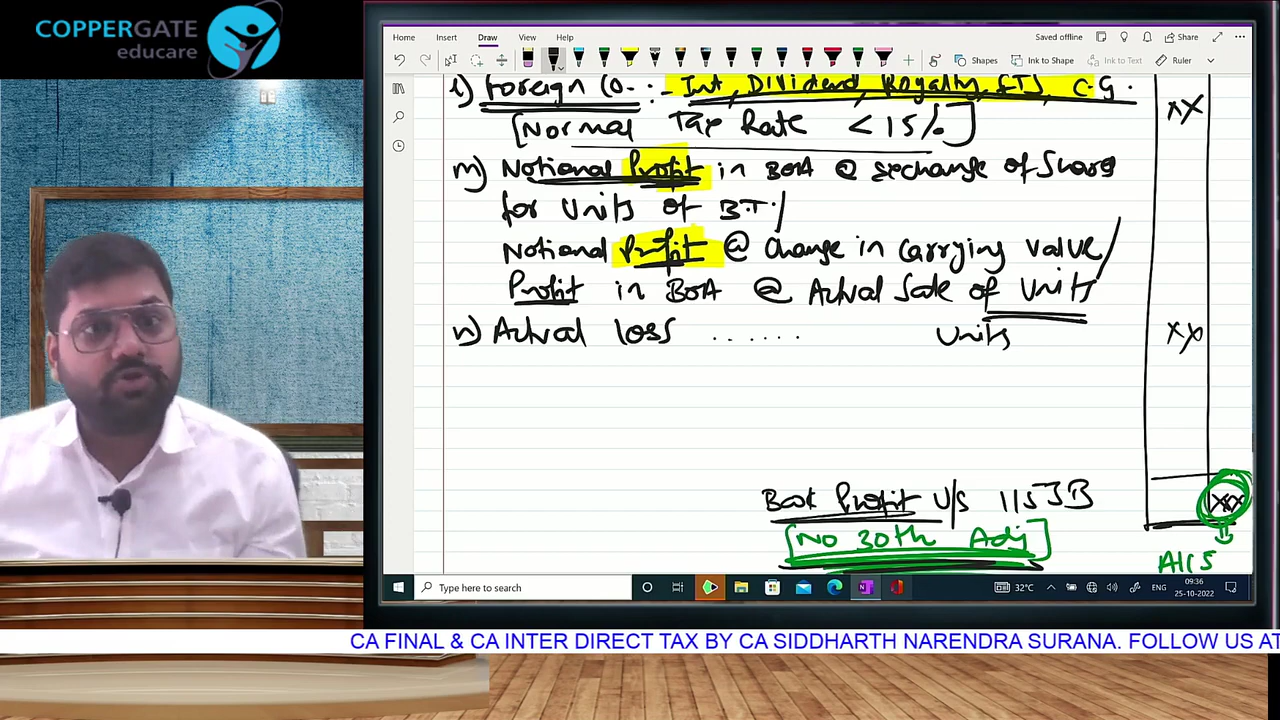 COPPERGATE
educare
Home Insert Draw View Help
Saved offline
Share
Shapes
Ink to Shape
Ink to Text
Ruler
l) Foreign Co. :- Int, Dividend, Royalty, FTS, C.G.
[Normal Tax Rate < 15%]
XX
m) Notional Profit in BOA @ exchange of Share
for Units of B.T./
Notional Profit @ change in carrying value/
Profit in BOA @ Actual Sale of Units
n) Actual loss ...... Units
XX
Book Profit U/s 115JB
XXX
[No 30th Adj]
A115
Type here to search
32°C
ENG
09:36
25-10-2022
CA FINAL & CA INTER DIRECT TAX BY CA SIDDHARTH NARENDRA SURANA. FOLLOW US AT